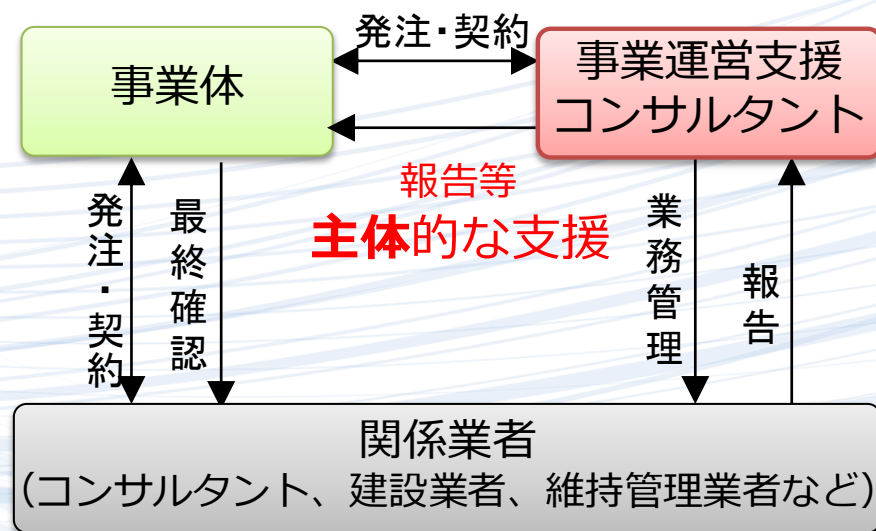 発注・契約
事業体
事業運営支援
コンサルタント
報告等
主体的な支援
発注・契約
最終確認
業務管理
報告
関係業者
(コンサルタント、建設業者、維持管理業者など)